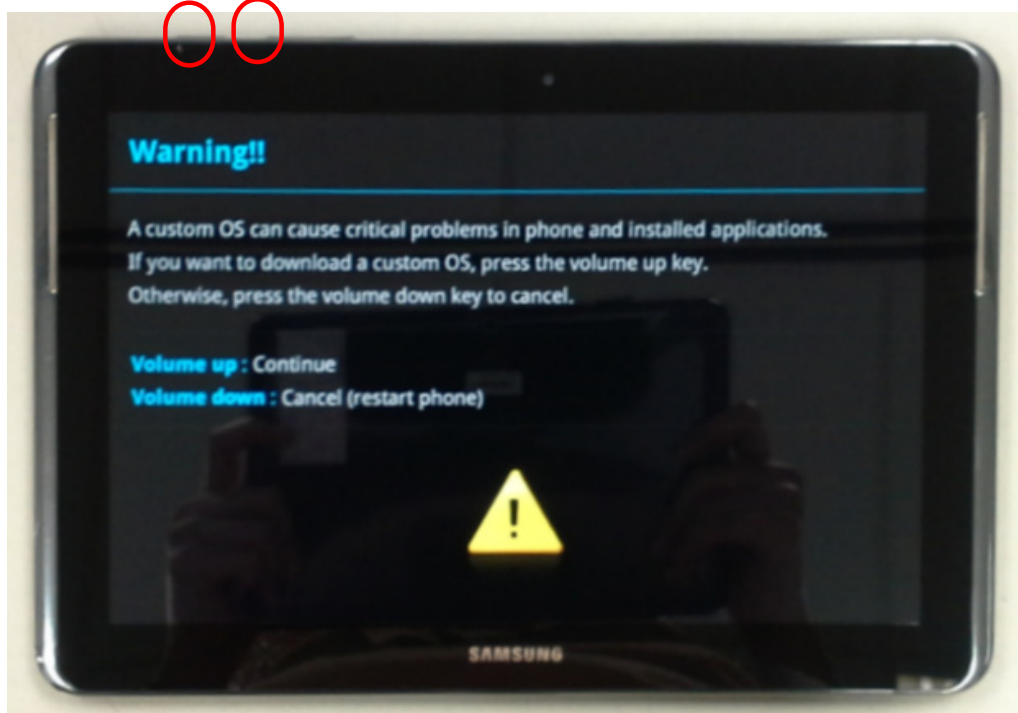 Warning!!
A custom OS can cause critical problems in phone and installed applications.
If you want to download a custom OS, press the volume up key.
Otherwise, press the volume down key to cancel.
Volume up : Continue
Volume down : Cancel (restart phone)
!
SAMSUNG